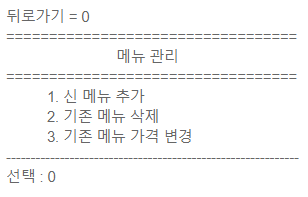 뒤로가기 = 0
==================================
메뉴 관리
==================================
1. 신 메뉴 추가
2. 기존 메뉴 삭제
3. 기존 메뉴 가격 변경
-----------------------------------------------------------
선택 : 0